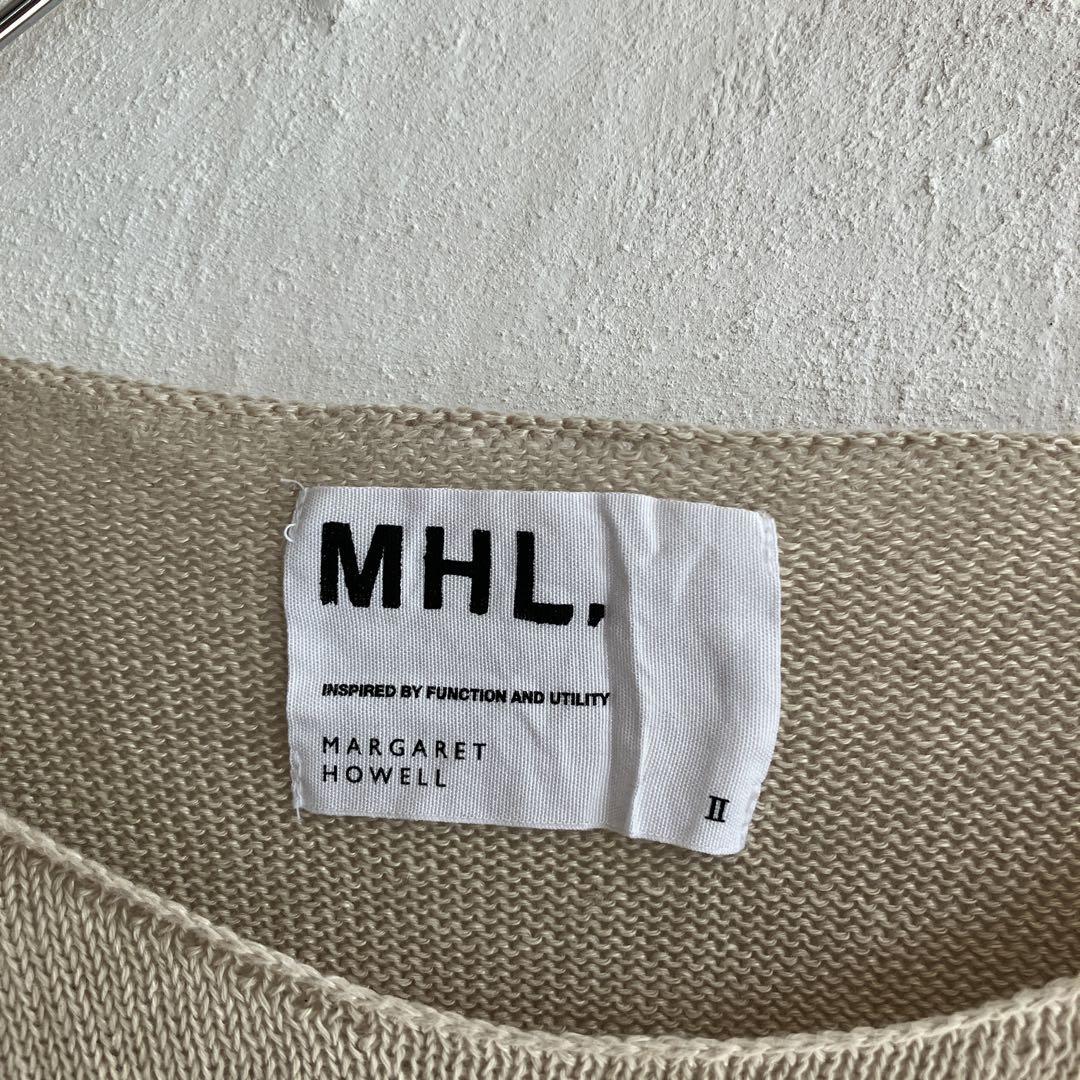 MHL.
INSPIRED BY FUNCTION AND UTILITY
MARGARET
HOWELL
II